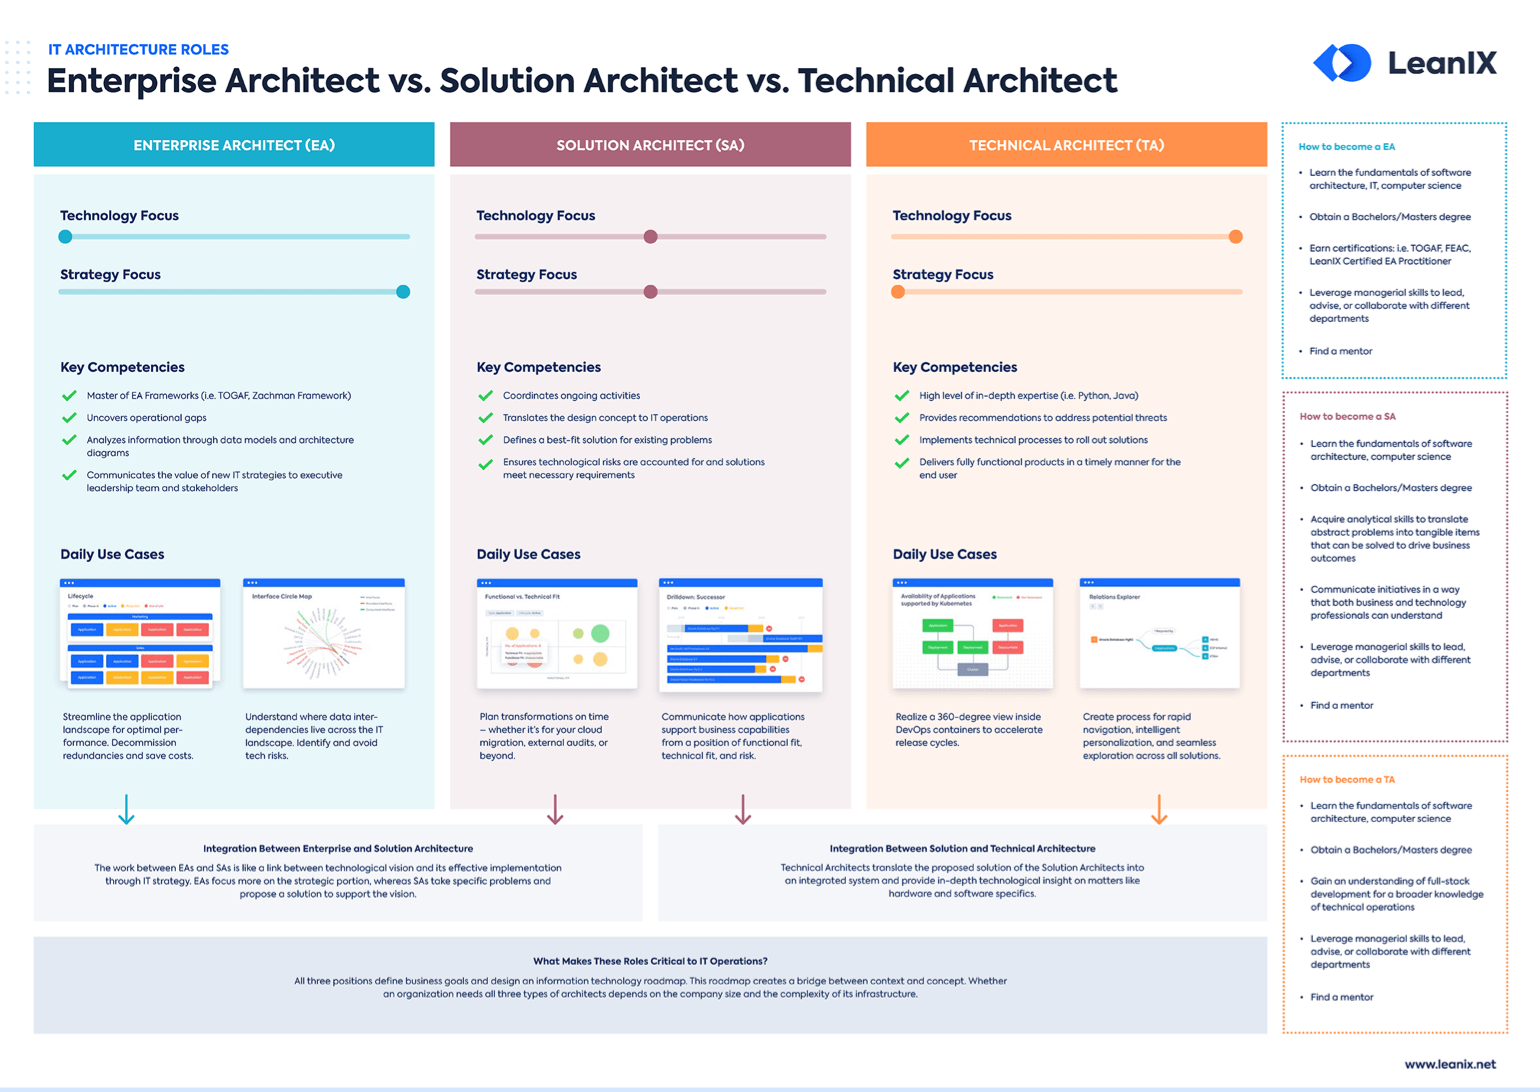 IT ARCHITECTURE ROLES
Enterprise Architect vs. Solution Architect vs. Technical Architect
LeanIX
ENTERPRISE ARCHITECT (EA)
Technology Focus
Strategy Focus
Key Competencies
Master of EA Frameworks (i.e. TOGAF, Zachman Framework)
Uncovers operational gaps
Analyzes information through data models and architecture
diagrams
Communicates the value of new IT strategies to executive
leadership team and stakeholders
Daily Use Cases
Lifecycle
Marketing
Application Application Application Application
Sales
Application Application Application Application
Application Application Application Application
Streamline the application
landscape for optimal per-
formance. Decommission
redundancies and save costs.
Interface Circle Map
Understand where data inter-
dependencies live across the IT
landscape. Identify and avoid
tech risks.
SOLUTION ARCHITECT (SA)
Technology Focus
Strategy Focus
Key Competencies
Coordinates ongoing activities
Translates the design concept to IT operations
Defines a best-fit solution for existing problems
Ensures technological risks are accounted for and solutions
meet necessary requirements
Daily Use Cases
Functional vs. Technical Fit
Plan transformations on time
– whether it's for your cloud
migration, external audits, or
beyond.
Drilldown: Successor
Communicate how applications
support business capabilities
from a position of functional fit,
technical fit, and risk.
TECHNICAL ARCHITECT (TA)
Technology Focus
Strategy Focus
Key Competencies
High level of in-depth expertise (i.e. Python, Java)
Provides recommendations to address potential threats
Implements technical processes to roll out solutions
Delivers fully functional products in a timely manner for the
end user
Daily Use Cases
Availability of Applications
supported by Kubernetes
Application Application
Deployment Deployment Deployment
Cluster
Realize a 360-degree view inside
DevOps containers to accelerate
release cycles.
Relations Explorer
Create process for rapid
navigation, intelligent
personalization, and seamless
exploration across all solutions.
Integration Between Enterprise and Solution Architecture
The work between EAs and SAs is like a link between technological vision and its effective implementation
through IT strategy. EAs focus more on the strategic portion, whereas SAs take specific problems and
propose a solution to support the vision.
Integration Between Solution and Technical Architecture
Technical Architects translate the proposed solution of the Solution Architects into
an integrated system and provide in-depth technological insight on matters like
hardware and software specifics.
What Makes These Roles Critical to IT Operations?
All three positions define business goals and design an information technology roadmap. This roadmap creates a bridge between context and concept. Whether
an organization needs all three types of architects depends on the company size and the complexity of its infrastructure.
How to become a EA
• Learn the fundamentals of software
architecture, IT, computer science
• Obtain a Bachelors/Masters degree
• Earn certifications: i.e. TOGAF, FEAC,
LeanIX Certified EA Practitioner
• Leverage managerial skills to lead,
advise, or collaborate with different
departments
• Find a mentor
How to become a SA
• Learn the fundamentals of software
architecture, computer science
• Obtain a Bachelors/Masters degree
• Acquire analytical skills to translate
abstract problems into tangible items
that can be solved to drive business
outcomes
• Communicate initiatives in a way
that both business and technology
professionals can understand
• Leverage managerial skills to lead,
advise, or collaborate with different
departments
• Find a mentor
How to become a TA
• Learn the fundamentals of software
architecture, computer science
• Obtain a Bachelors/Masters degree
• Gain an understanding of full-stack
development for a broader knowledge
of technical operations
• Leverage managerial skills to lead,
advise, or collaborate with different
departments
• Find a mentor
www.leanix.net